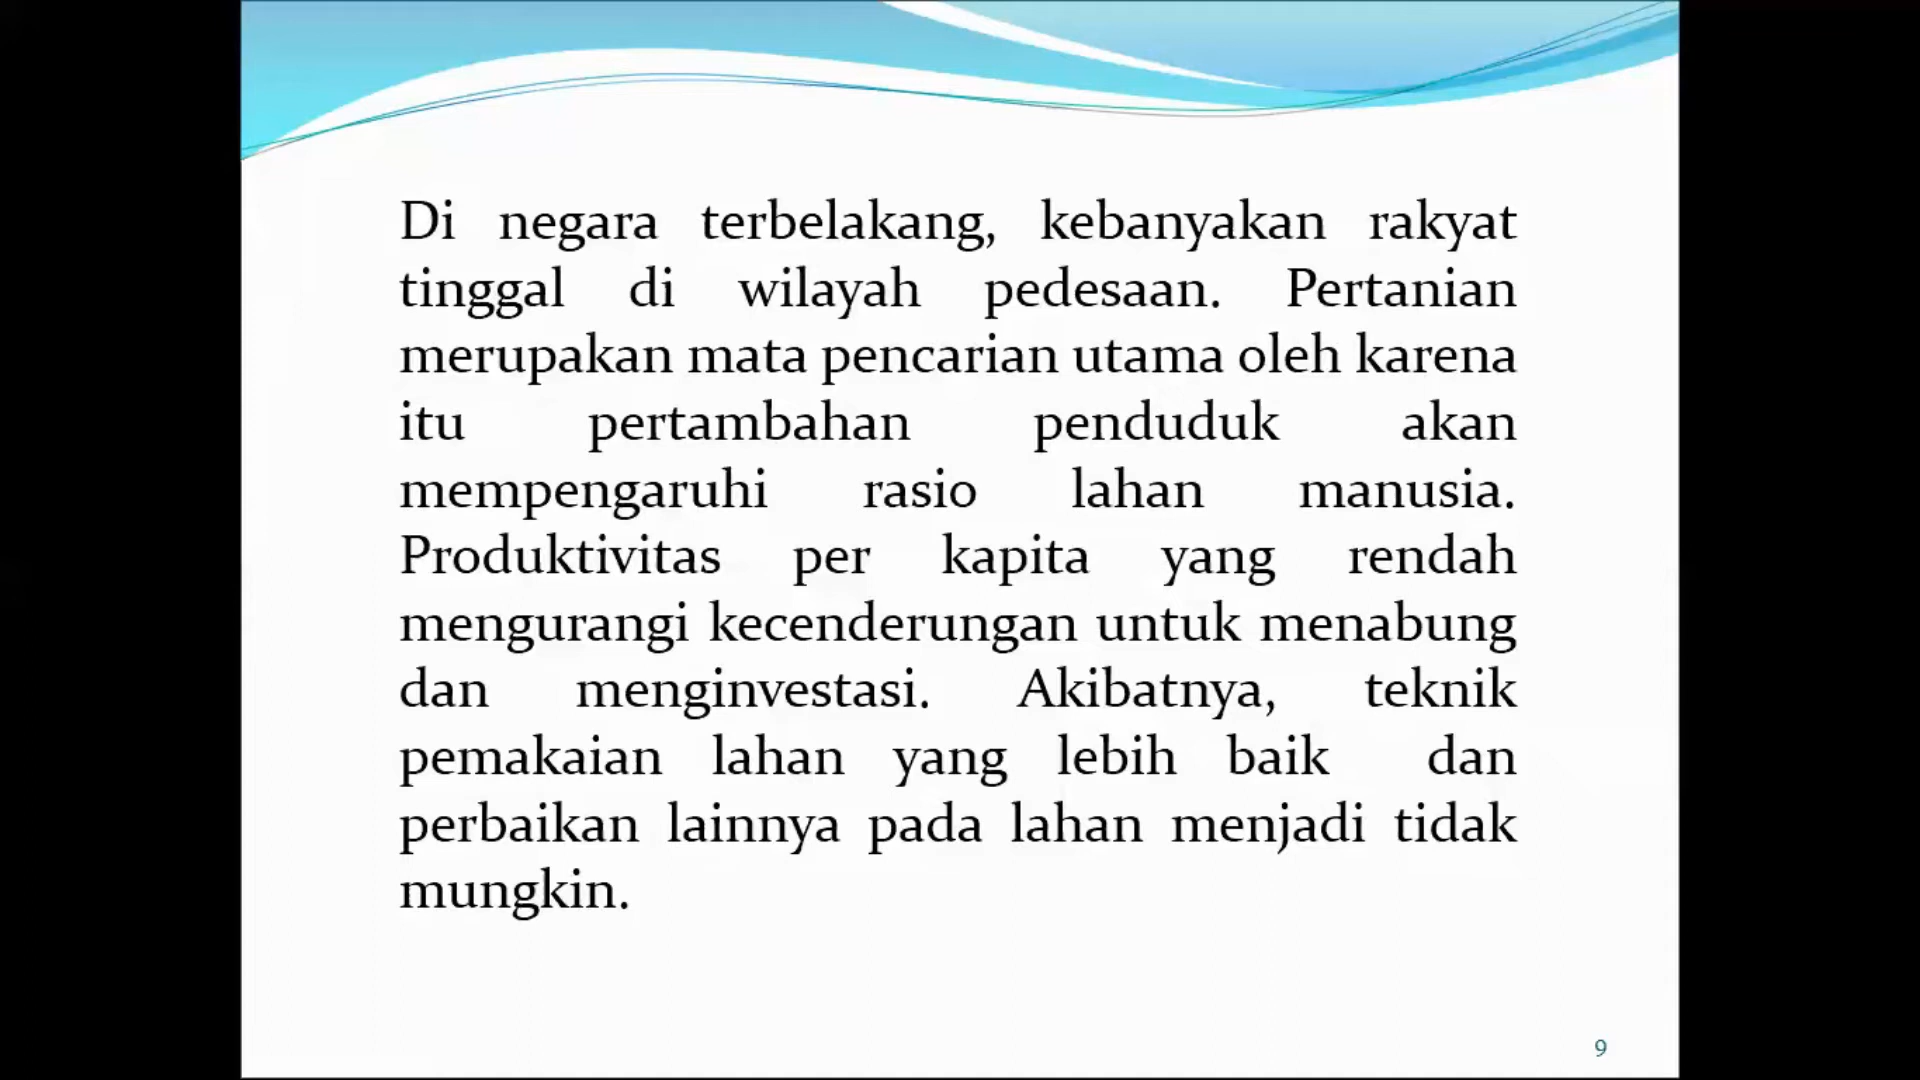 Di negara terbelakang, kebanyakan rakyat
tinggal di wilayah pedesaan. Pertanian
merupakan mata pencarian utama oleh karena
itu pertambahan penduduk akan
mempengaruhi rasio lahan manusia.
Produktivitas per kapita yang rendah
mengurangi kecenderungan untuk menabung
dan menginvestasi. Akibatnya, teknik
pemakaian lahan yang lebih baik dan
perbaikan lainnya pada lahan menjadi tidak
mungkin.
9